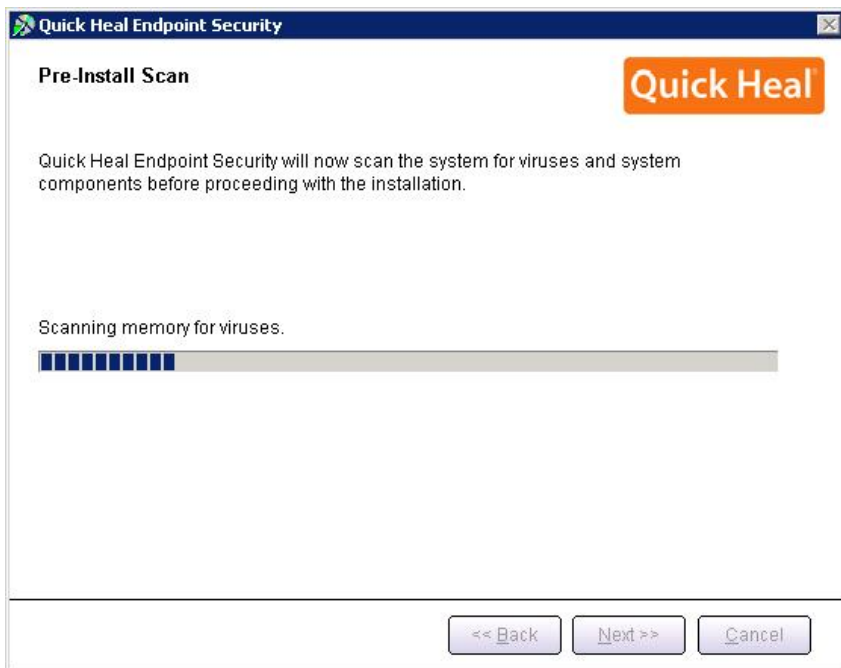 Quick Heal Endpoint Security
Pre-Install Scan
Quick Heal
Quick Heal Endpoint Security will now scan the system for viruses and system
components before proceeding with the installation.
Scanning memory for viruses.
<< Back
Next >>
Cancel